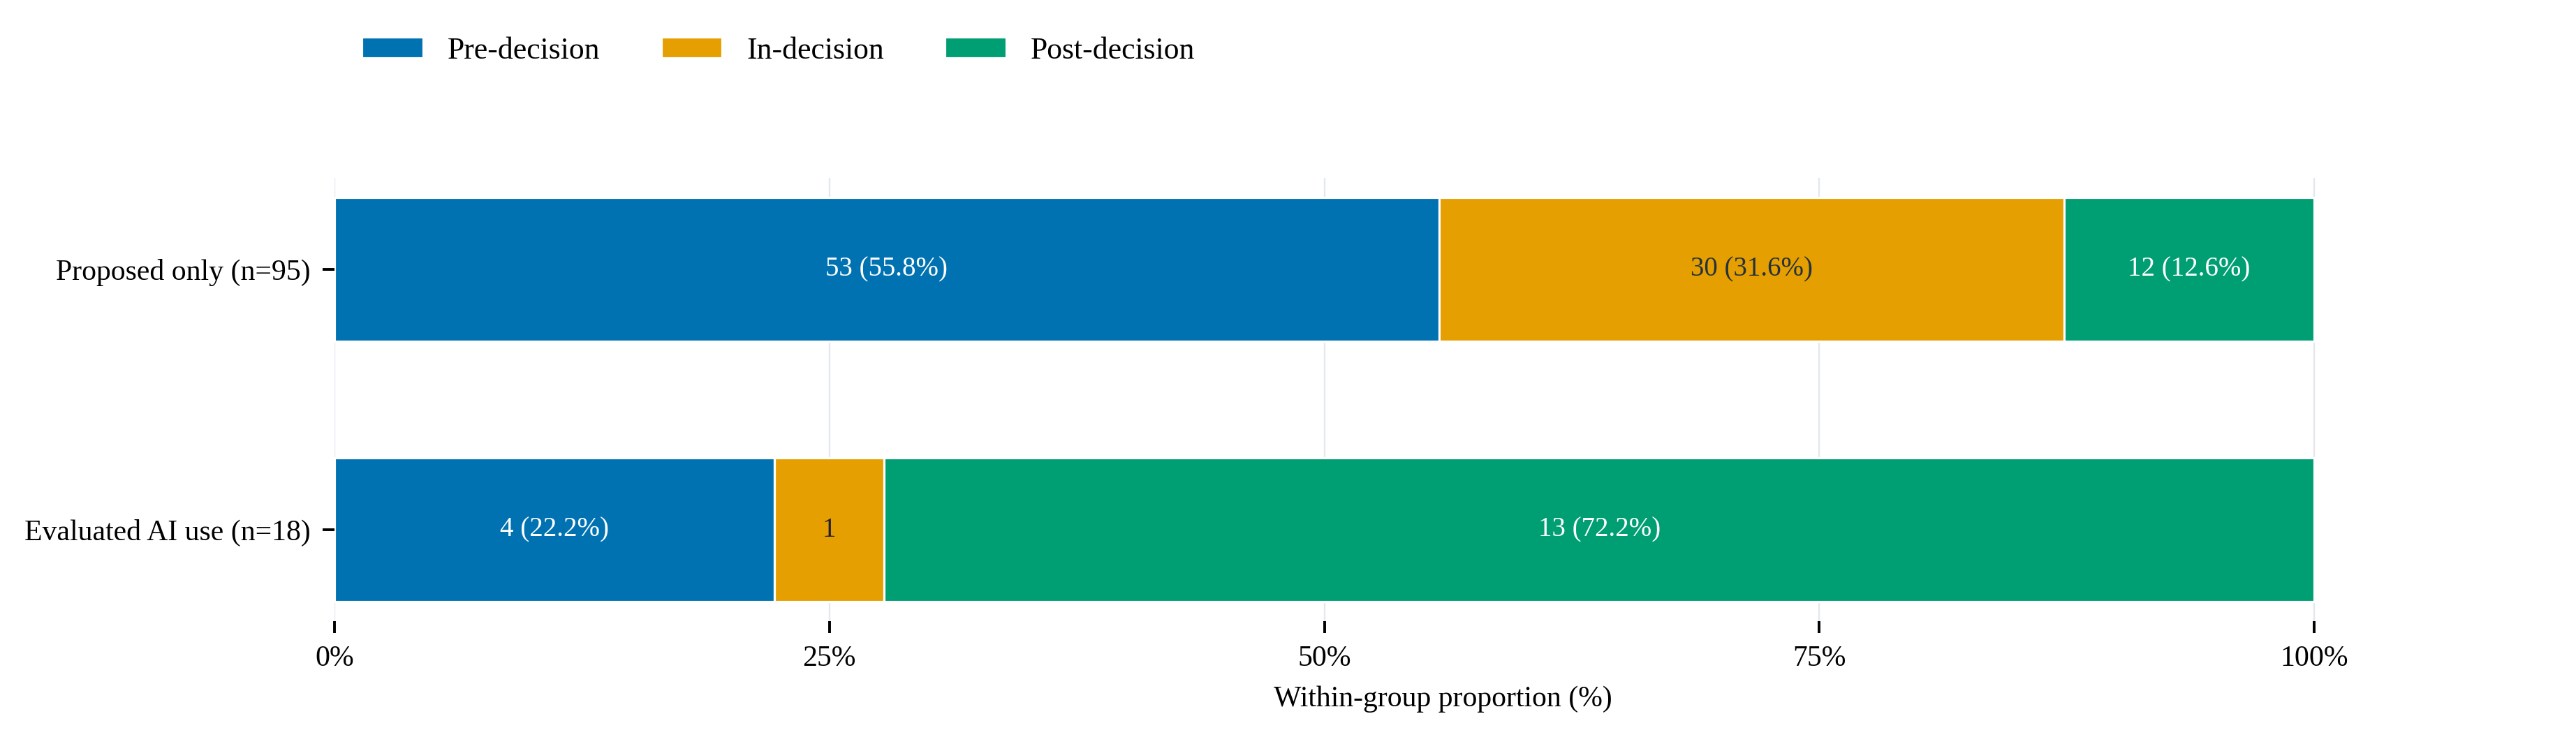 Pre-decision In-decision Post-decision
Proposed only (n=95) 53 (55.8%) 30 (31.6%) 12 (12.6%)
Evaluated AI use (n=18) 4 (22.2%) 1 13 (72.2%)
0% 25% 50% 75% 100%
Within-group proportion (%)